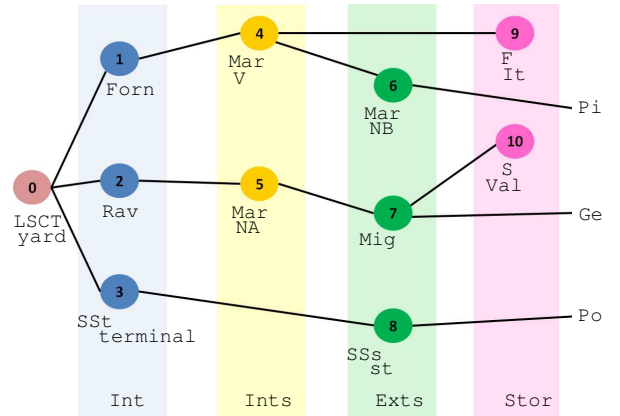 4
9
1
Mar
V
F
It
Forn
6
Mar
NB
Pi
10
S
Val
0
2
5
LSCT
yard
Rav
Mar
NA
7
Mig
Ge
3
SSt
terminal
8
SSs
st
Po
Int
Ints
Exts
Stor